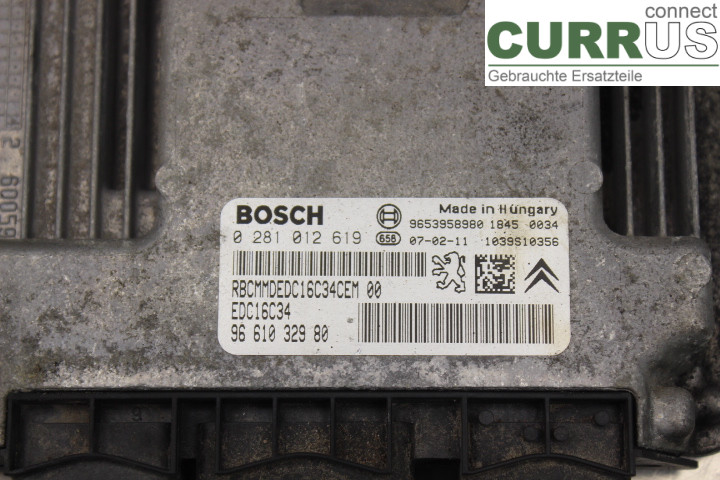 connect
CURRUS
Gebrauchte Ersatzteile
BOSCH
Made in Hungary
9653958980 1845 0034
0 281 012 619
658 07-02-11 1039S10356
RBCMMDEDC16C34CEM 00
EDC16C34
96 610 329 80